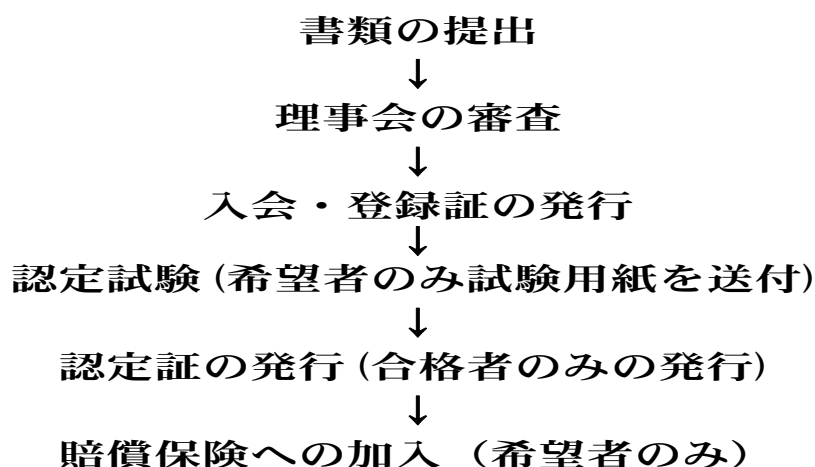 書類の提出
↓
理事会の審査
↓
入会・登録証の発行
↓
認定試験(希望者のみ試験用紙を送付)
↓
認定証の発行(合格者のみの発行)
↓
賠償保険への加入（希望者のみ）